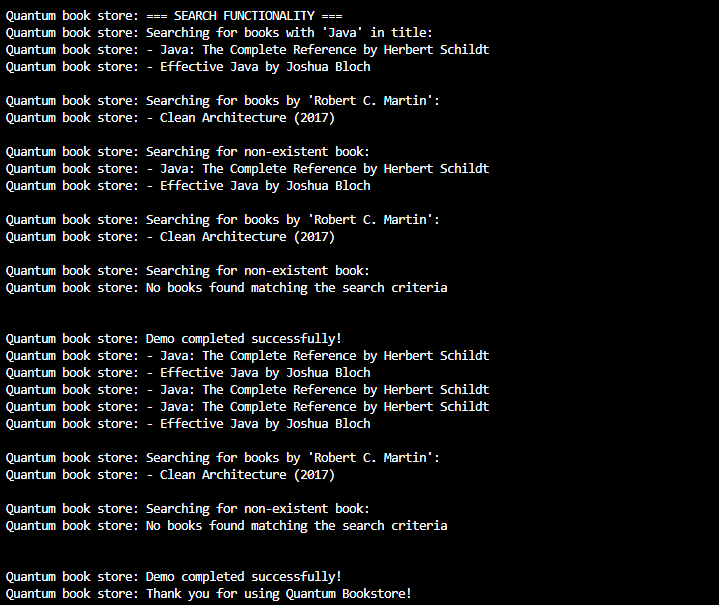 Quantum book store: === SEARCH FUNCTIONALITY ===
Quantum book store: Searching for books with 'Java' in title:
Quantum book store: - Java: The Complete Reference by Herbert Schildt
Quantum book store: - Effective Java by Joshua Bloch
Quantum book store: Searching for books by 'Robert C. Martin':
Quantum book store: - Clean Architecture (2017)
Quantum book store: Searching for non-existent book:
Quantum book store: - Java: The Complete Reference by Herbert Schildt
Quantum book store: - Effective Java by Joshua Bloch
Quantum book store: Searching for books by 'Robert C. Martin':
Quantum book store: - Clean Architecture (2017)
Quantum book store: Searching for non-existent book:
Quantum book store: No books found matching the search criteria
Quantum book store: Demo completed successfully!
Quantum book store: - Java: The Complete Reference by Herbert Schildt
Quantum book store: - Effective Java by Joshua Bloch
Quantum book store: - Java: The Complete Reference by Herbert Schildt
Quantum book store: - Java: The Complete Reference by Herbert Schildt
Quantum book store: - Effective Java by Joshua Bloch
Quantum book store: Searching for books by 'Robert C. Martin':
Quantum book store: - Clean Architecture (2017)
Quantum book store: Searching for non-existent book:
Quantum book store: No books found matching the search criteria
Quantum book store: Demo completed successfully!
Quantum book store: Thank you for using Quantum Bookstore!